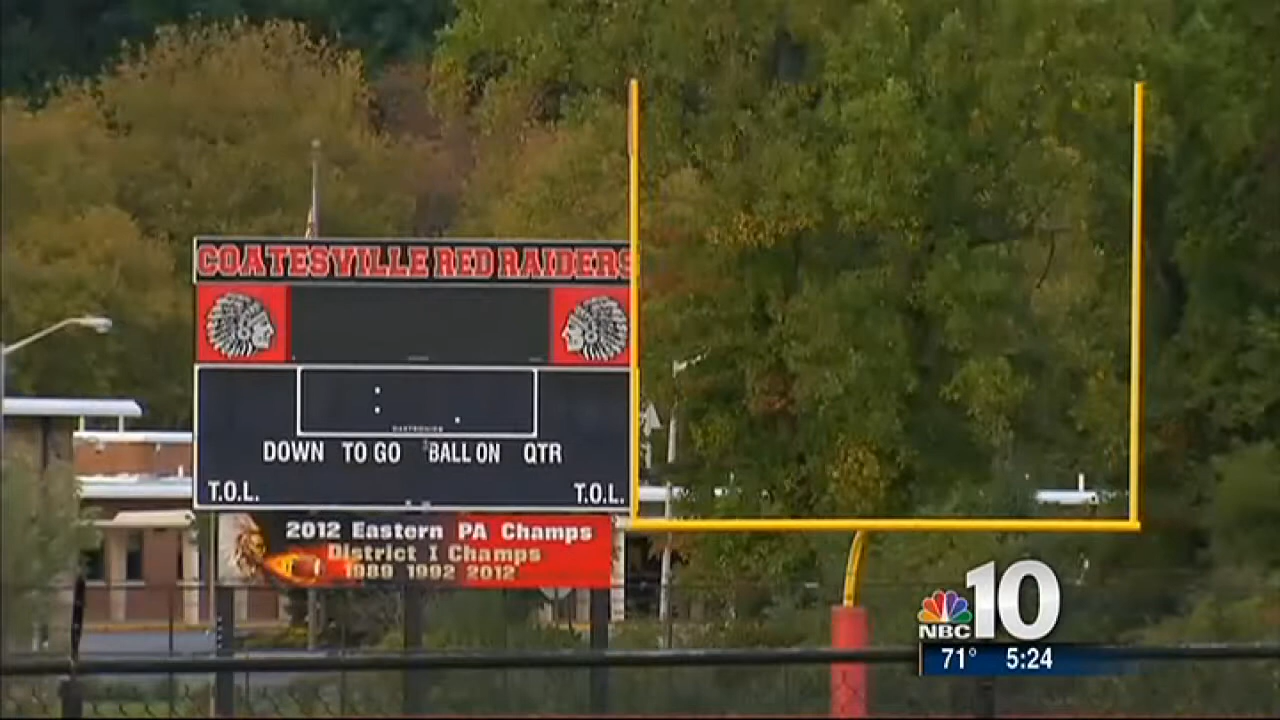 COATESVILLE RED RAIDERS
DOWN TO GO BALL ON QTR
T.O.L. T.O.L.
2012 Eastern PA Champs
District 1 Champs
1989 1992 2012
NBC 10
71° 5:24